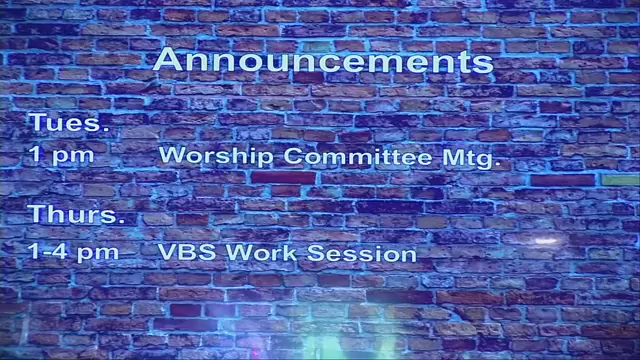 Announcements
Tues.
1 pm Worship Committee Mtg.
Thurs.
1-4 pm VBS Work Session